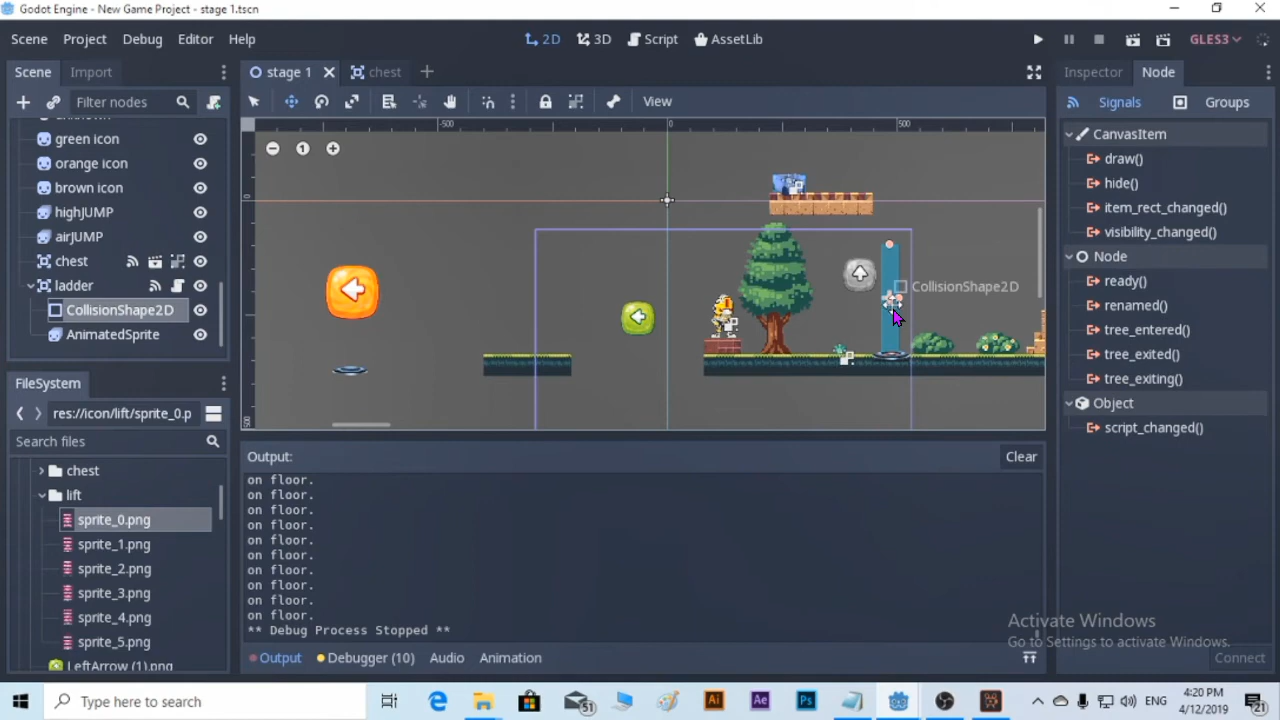 Godot Engine - New Game Project - stage 1.tscn
Scene Project Debug Editor Help
2D 3D Script AssetLib
GLES3
Scene Import
stage 1 chest
Inspector Node
Filter nodes
View
Signals Groups
-500 0 500
CanvasItem
green icon
draw()
orange icon
hide()
brown icon
item_rect_changed()
highJUMP
visibility_changed()
airJUMP
Node
chest
ready()
ladder
CollisionShape2D
renamed()
CollisionShape2D
tree_entered()
AnimatedSprite
tree_exited()
tree_exiting()
FileSystem
Object
res://icon/lift/sprite_0.p
script_changed()
Search files
Output:
Clear
chest
lift
sprite_0.png
sprite_1.png
sprite_2.png
sprite_3.png
sprite_4.png
sprite_5.png
LeftArrow (1).png
on floor.
on floor.
on floor.
on floor.
on floor.
on floor.
on floor.
on floor.
on floor.
on floor.
** Debug Process Stopped **
Output Debugger (10) Audio Animation
Activate Windows
Go to Settings to activate Windows.
Connect
Type here to search
51
Ai
Ae
Ps
ENG
4:20 PM
4/12/2019
21